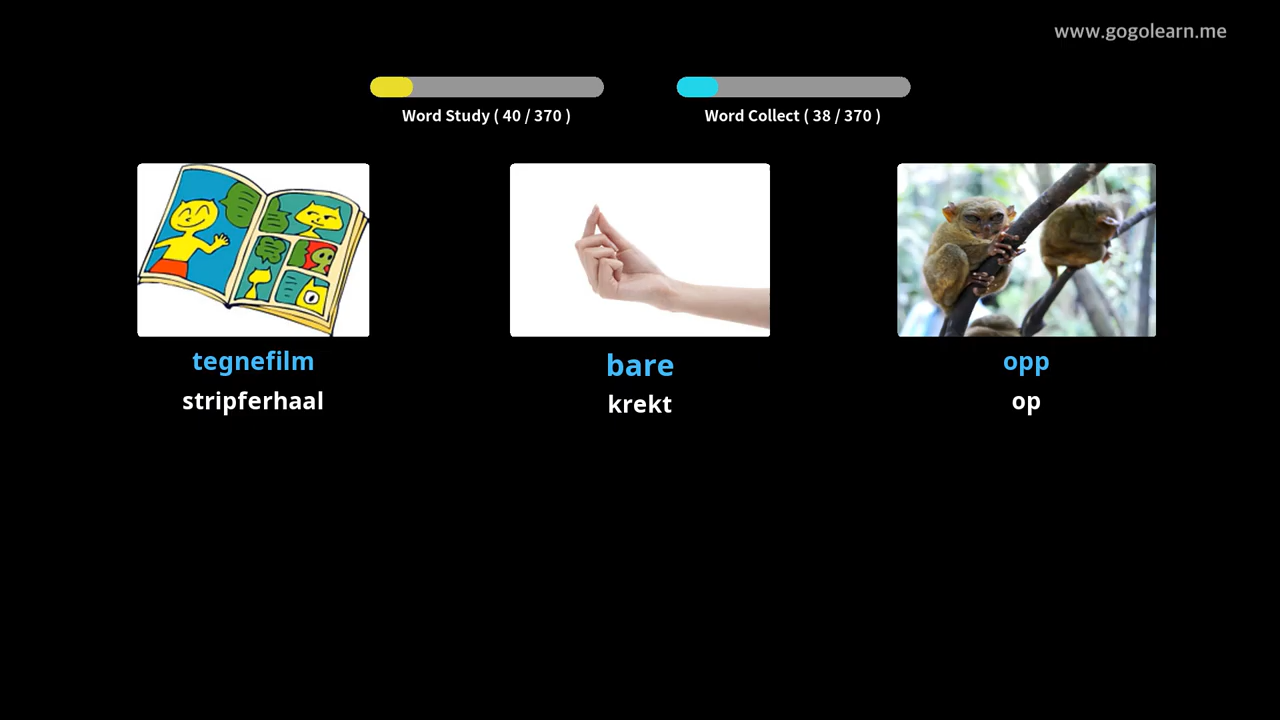 www.gogolearn.me
Word Study ( 40 / 370 )
Word Collect ( 38 / 370 )
tegnefilm
stripferhaal
bare
krekt
opp
op